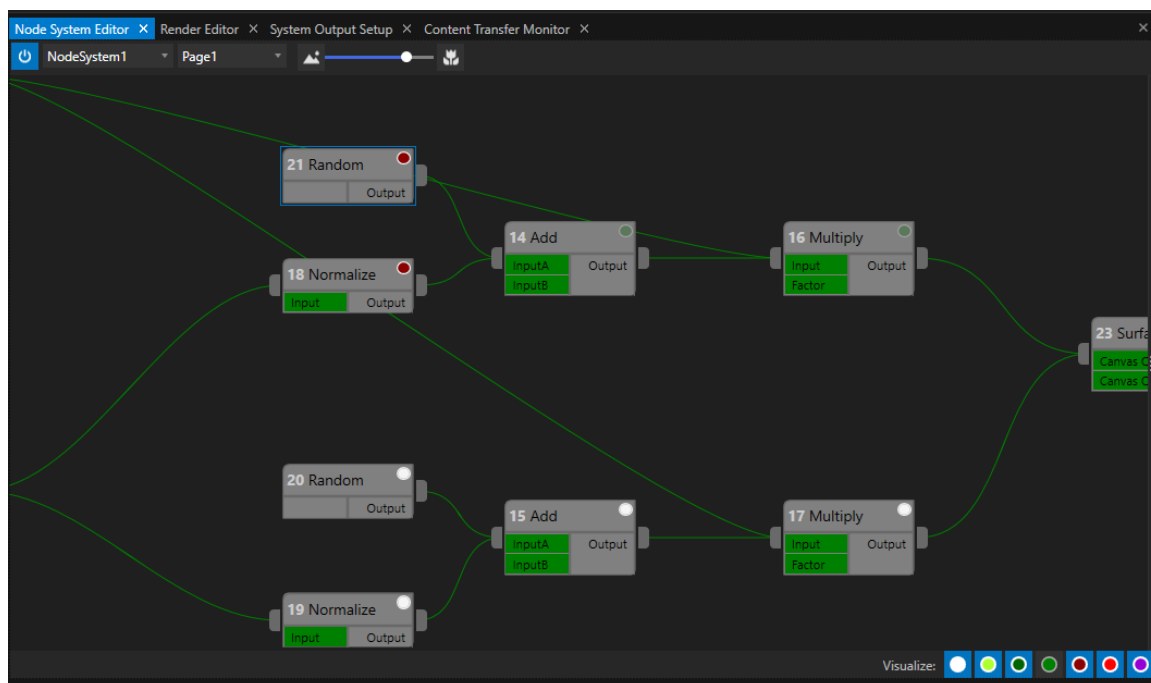 Node System Editor Render Editor System Output Setup Content Transfer Monitor
NodeSystem1 Page1
21 Random
Output
14 Add
InputA Output
InputB
16 Multiply
Input Output
Factor
18 Normalize
Input Output
23 Surfa
Canvas C
Canvas C
20 Random
Output
15 Add
InputA Output
InputB
17 Multiply
Input Output
Factor
19 Normalize
Input Output
Visualize: